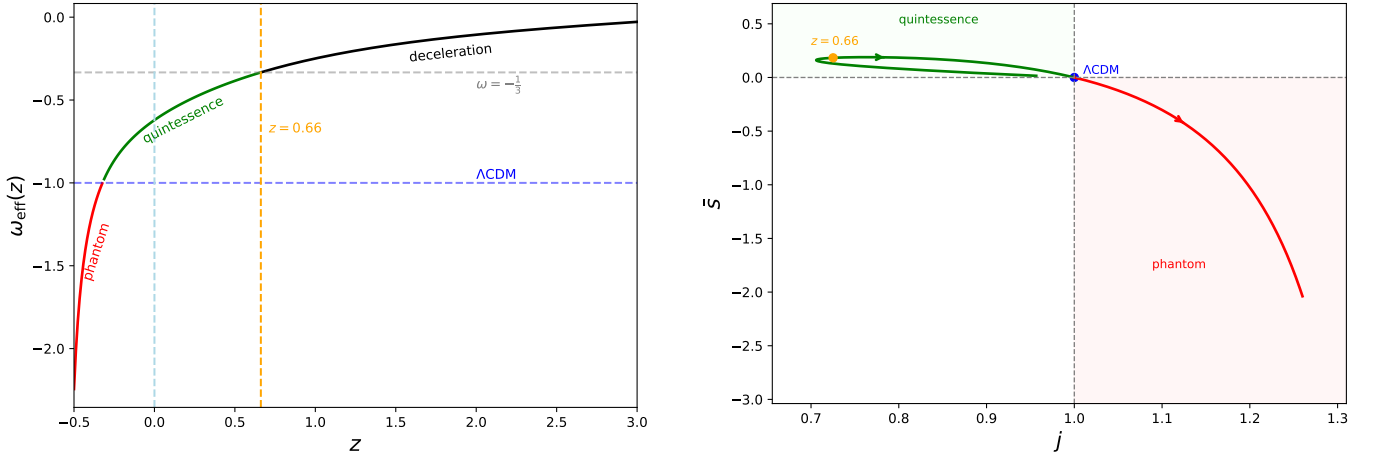 0.0
−0.5
−1.0
−1.5
−2.0
−0.5
0.0
0.5
1.0
1.5
2.0
2.5
3.0
z
ω_eff(z)
deceleration
quintessence
phantom
ω = −1/3
z = 0.66
ΛCDM
0.5
0.0
−0.5
−1.0
−1.5
−2.0
−2.5
−3.0
0.7
0.8
0.9
1.0
1.1
1.2
1.3
j
s̄
quintessence
z = 0.66
ΛCDM
phantom